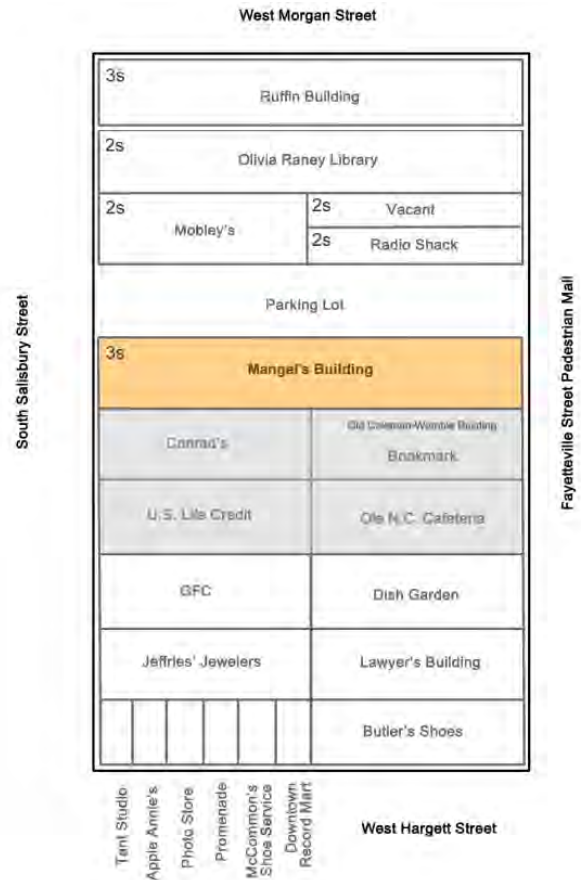 West Morgan Street
3s
Ruffin Building
2s
Olivia Raney Library
2s
Mobley's
2s
Vacant
2s
Radio Shack
Parking Lot
South Salisbury Street
Fayetteville Street Pedestrian Mall
3s
Mangel's Building
Conrad's
Old Coleman-Womble Building
Bookmark
U.S. Life Credit
Ole N.C. Cafeteria
GFC
Dish Garden
Jeffries' Jewelers
Lawyer's Building
Butler's Shoes
Tant Studio
Apple Annie's
Photo Store
Promenade
McCommon's
Shoe Service
Downtown
Record Mart
West Hargett Street